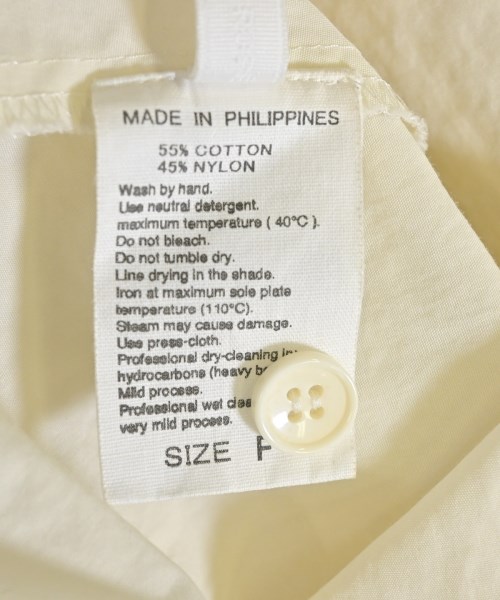 MADE IN PHILIPPINES
55% COTTON
45% NYLON
Wash by hand.
Use neutral detergent.
maximum temperature ( 40°C ).
Do not bleach.
Do not tumble dry.
Line drying in the shade.
Iron at maximum sole plate
temperature (110°C).
Steam may cause damage.
Use press-cloth.
Professional dry-cleaning in
hydrocarbons (heavy
Mild process.
Professional wet
very mild process.
SIZE F